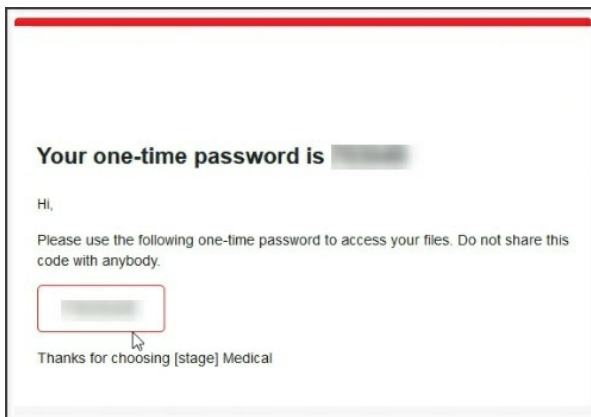 Your one-time password is
Hi,
Please use the following one-time password to access your files. Do not share this
code with anybody.
Thanks for choosing [stage] Medical